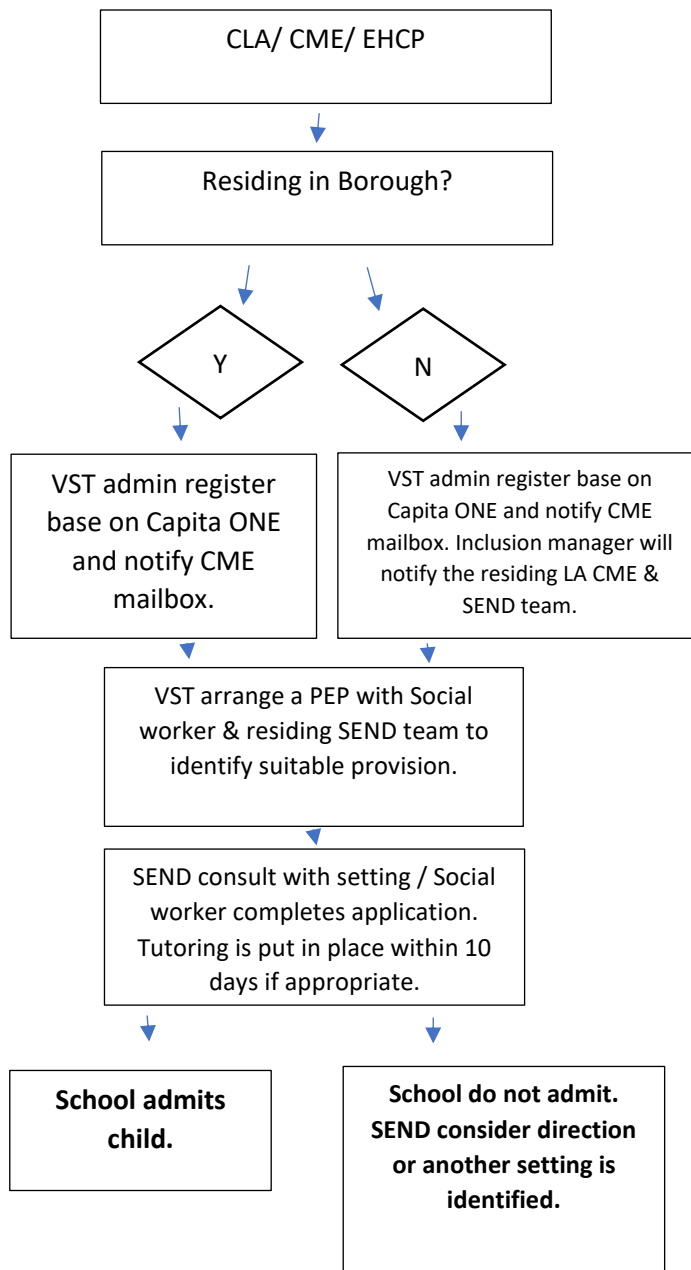 CLA/ CME/ EHCP
Residing in Borough?
Y
N
VST admin register
base on Capita ONE
and notify CME
mailbox.
VST admin register base on
Capita ONE and notify CME
mailbox. Inclusion manager will
notify the residing LA CME &
SEND team.
VST arrange a PEP with Social
worker & residing SEND team to
identify suitable provision.
SEND consult with setting / Social
worker completes application.
Tutoring is put in place within 10
days if appropriate.
School admits
child.
School do not admit.
SEND consider direction
or another setting is
identified.